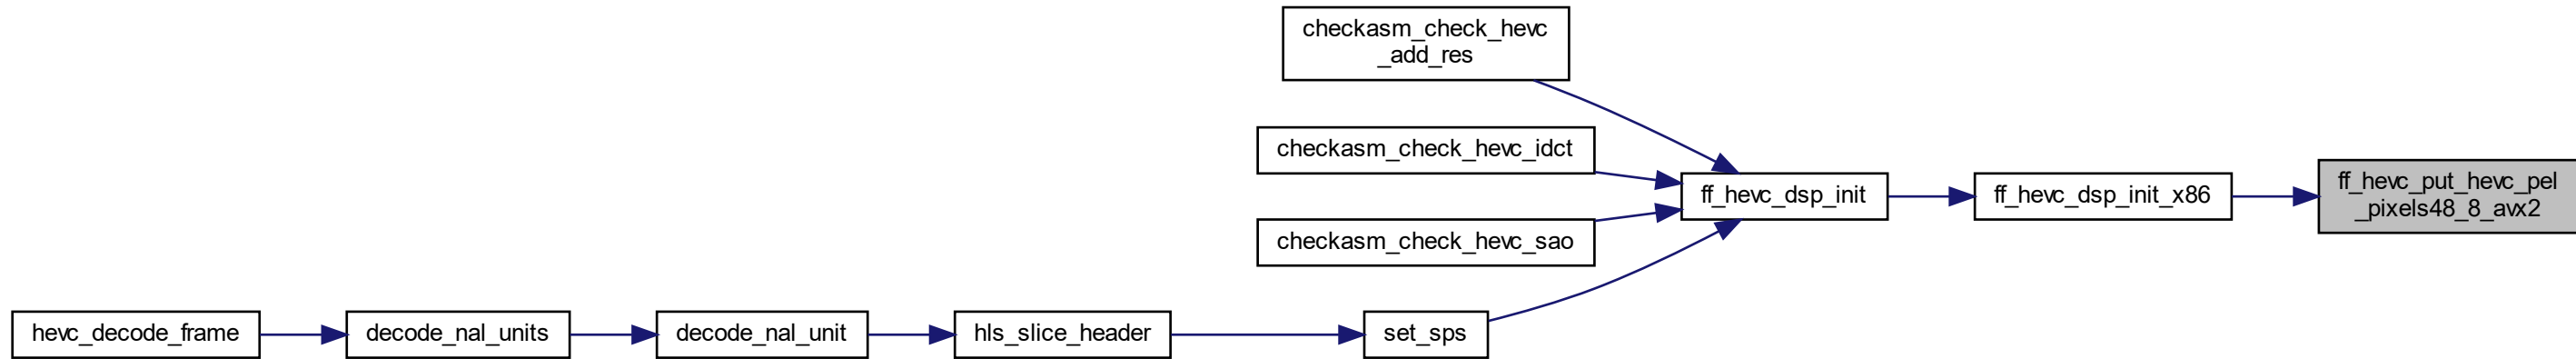 checkasm_check_hevc
_add_res
checkasm_check_hevc_idct
ff_hevc_dsp_init
ff_hevc_dsp_init_x86
ff_hevc_put_hevc_pel
_pixels48_8_avx2
checkasm_check_hevc_sao
hevc_decode_frame
decode_nal_units
decode_nal_unit
hls_slice_header
set_sps